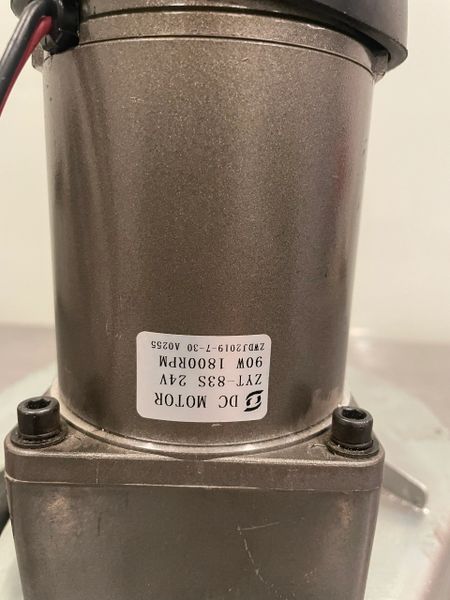 DC MOTOR
ZYT-83S 24V
90W 1800RPM
ZWDJ2019-7-30 A0255